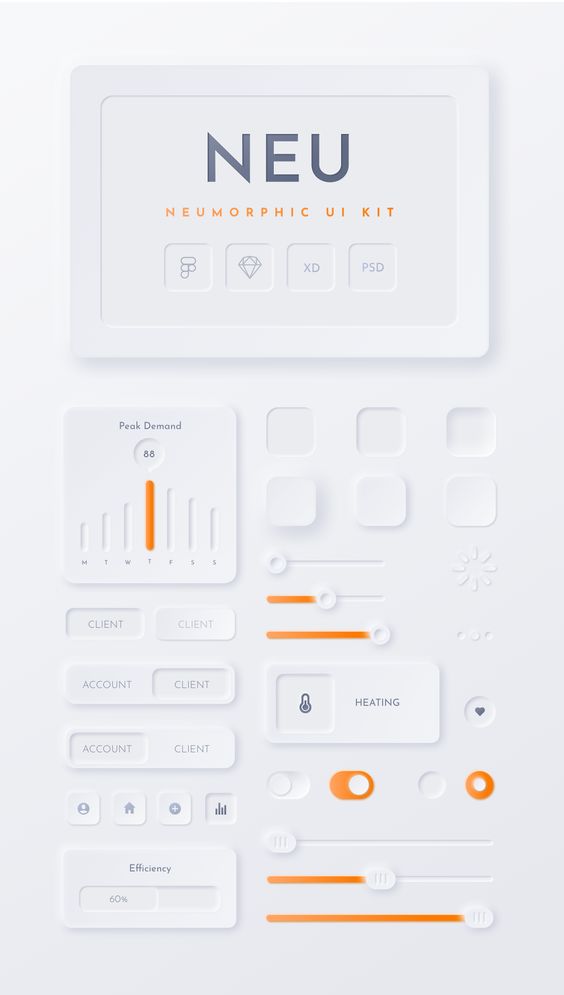 NEU
NEUMORPHIC UI KIT
XD PSD
Peak Demand
88
M T W T F S S
CLIENT CLIENT
ACCOUNT CLIENT
HEATING
ACCOUNT CLIENT
Efficiency
60%